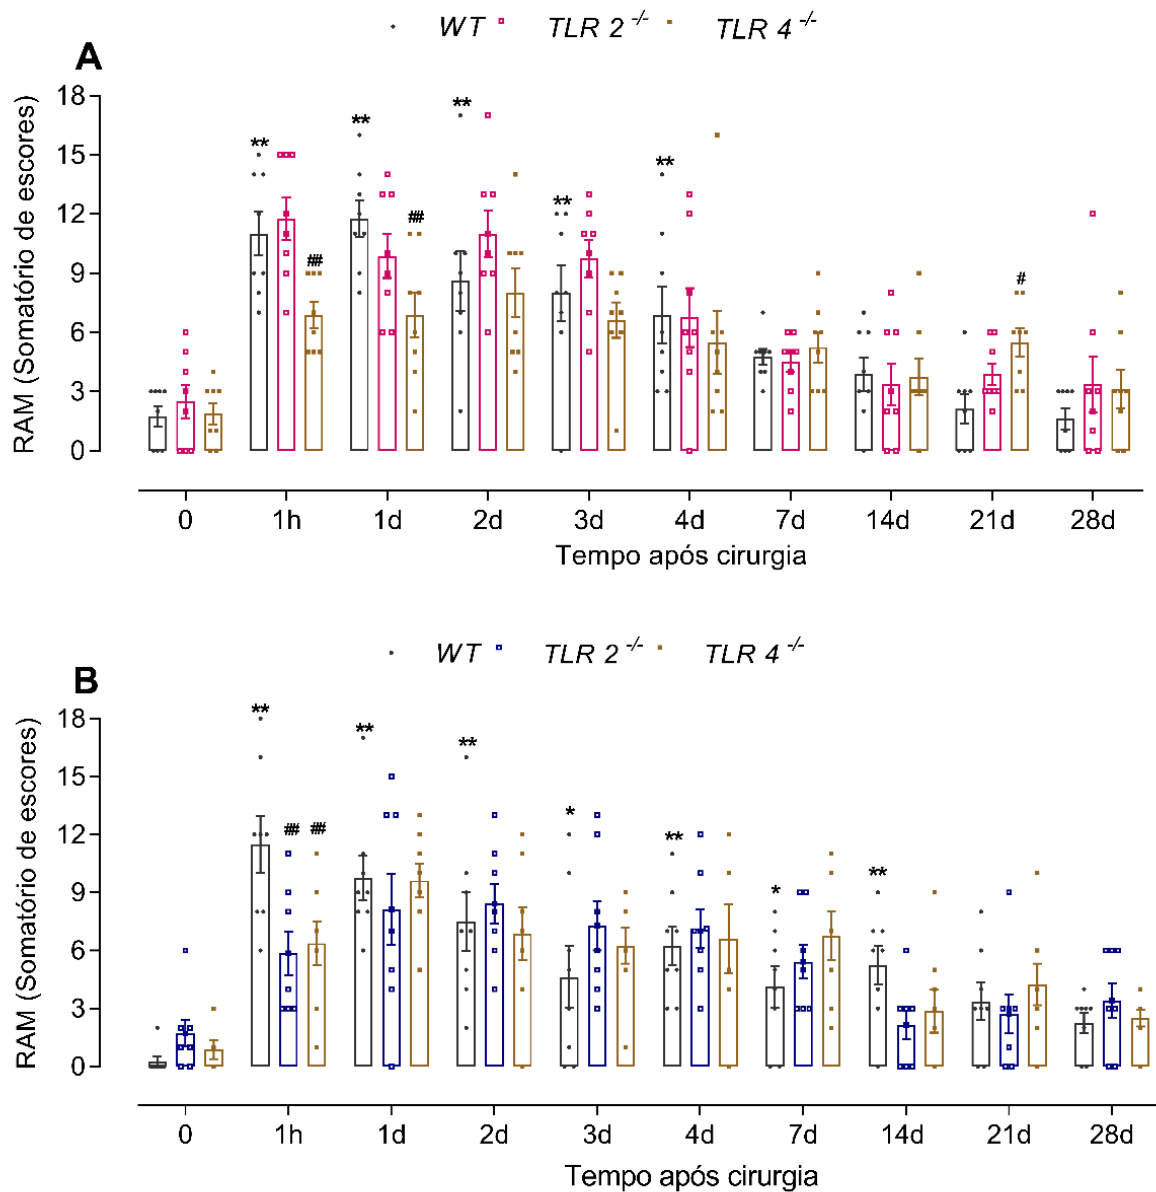 WT TLR 2 -/- TLR 4 -/-
A
RAM (Somatório de escores)
18
15
12
9
6
3
0
** ** ** ** **
## ## #
0 1h 1d 2d 3d 4d 7d 14d 21d 28d
Tempo após cirurgia
WT TLR 2 -/- TLR 4 -/-
B
RAM (Somatório de escores)
18
15
12
9
6
3
0
** ** ** * ** * **
## ##
0 1h 1d 2d 3d 4d 7d 14d 21d 28d
Tempo após cirurgia